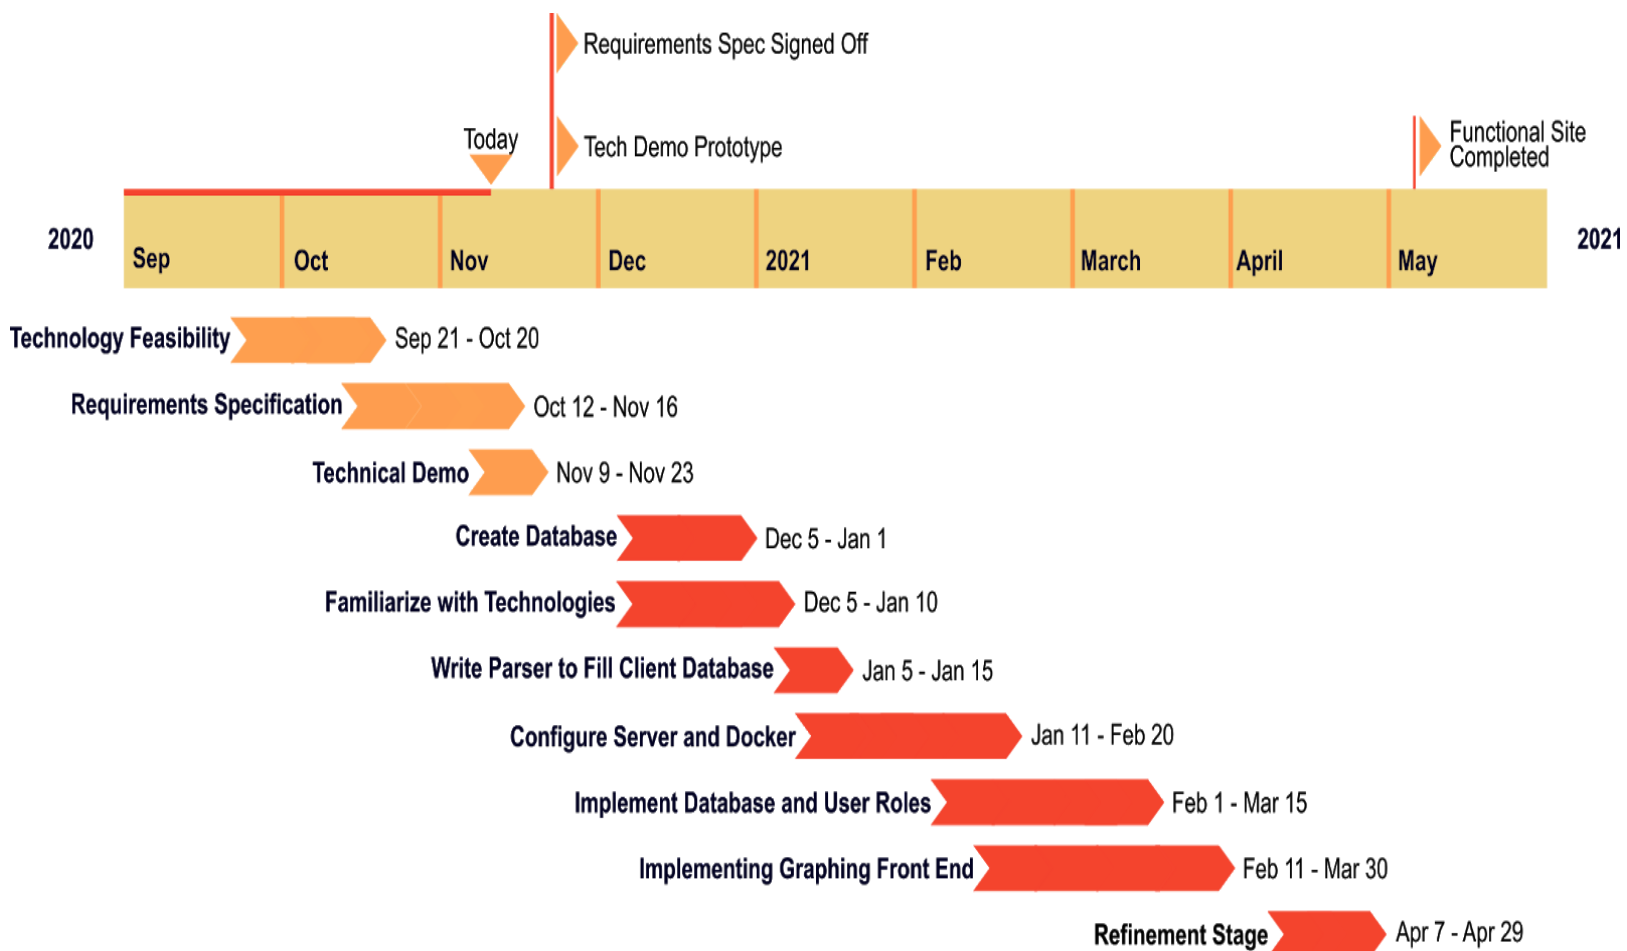 Requirements Spec Signed Off
Today
Tech Demo Prototype
Functional Site
Completed
2020
Sep
Oct
Nov
Dec
2021
Feb
March
April
May
2021
Technology Feasibility
Sep 21 - Oct 20
Requirements Specification
Oct 12 - Nov 16
Technical Demo
Nov 9 - Nov 23
Create Database
Dec 5 - Jan 1
Familiarize with Technologies
Dec 5 - Jan 10
Write Parser to Fill Client Database
Jan 5 - Jan 15
Configure Server and Docker
Jan 11 - Feb 20
Implement Database and User Roles
Feb 1 - Mar 15
Implementing Graphing Front End
Feb 11 - Mar 30
Refinement Stage
Apr 7 - Apr 29